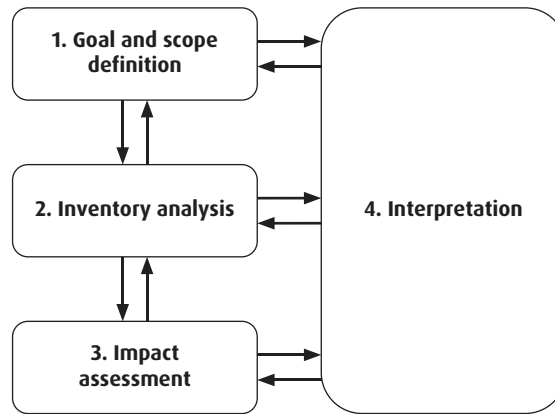 1. Goal and scope
definition
2. Inventory analysis
4. Interpretation
3. Impact
assessment